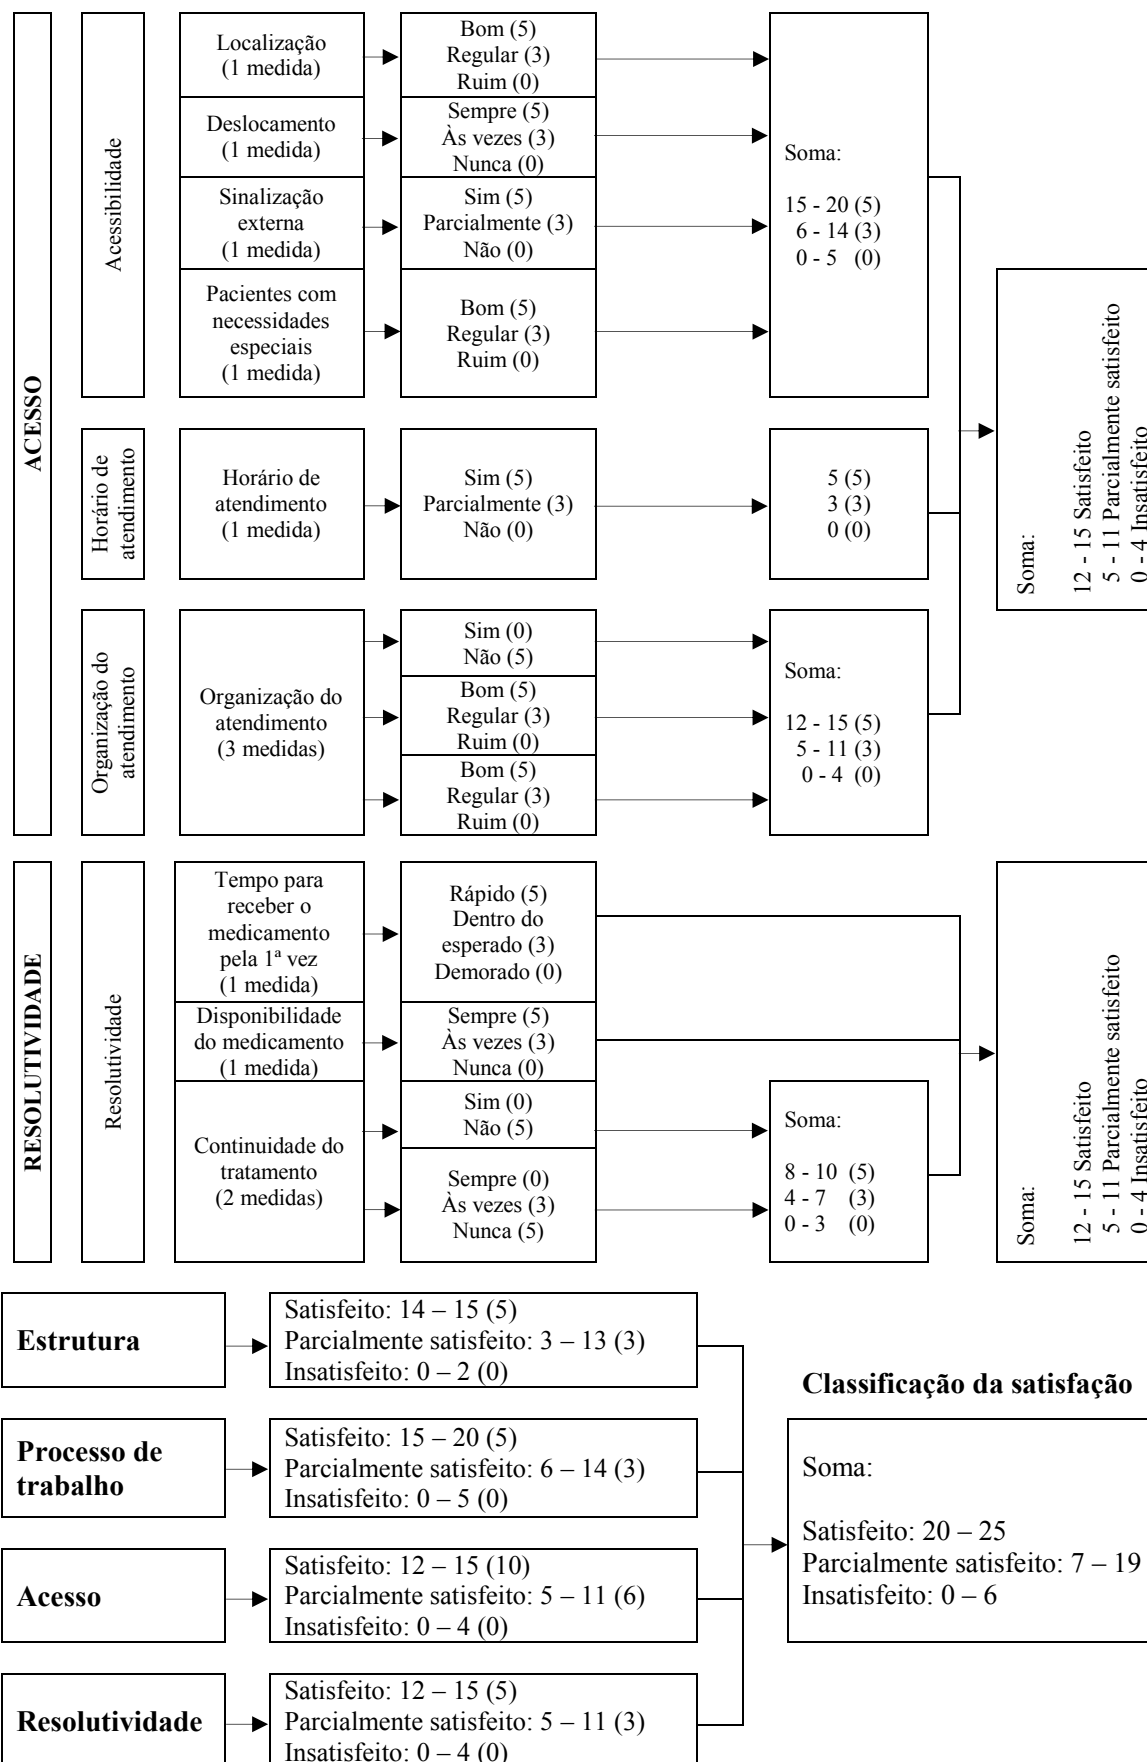 ACESSO
Acessibilidade
Localização
(1 medida)
Bom (5)
Regular (3)
Ruim (0)
Deslocamento
(1 medida)
Sempre (5)
Às vezes (3)
Nunca (0)
Sinalização
externa
(1 medida)
Sim (5)
Parcialmente (3)
Não (0)
Pacientes com
necessidades
especiais
(1 medida)
Bom (5)
Regular (3)
Ruim (0)
Soma:
15 - 20 (5)
6 - 14 (3)
0 - 5 (0)
Horário de
atendimento
Horário de
atendimento
(1 medida)
Sim (5)
Parcialmente (3)
Não (0)
5 (5)
3 (3)
0 (0)
Organização do
atendimento
Organização do
atendimento
(3 medidas)
Sim (0)
Não (5)
Bom (5)
Regular (3)
Ruim (0)
Bom (5)
Regular (3)
Ruim (0)
Soma:
12 - 15 (5)
5 - 11 (3)
0 - 4 (0)
Soma:
12 - 15 Satisfeito
5 - 11 Parcialmente satisfeito
0 - 4 Insatisfeito
RESOLUTIVIDADE
Resolutividade
Tempo para
receber o
medicamento
pela 1ª vez
(1 medida)
Rápido (5)
Dentro do
esperado (3)
Demorado (0)
Disponibilidade
do medicamento
(1 medida)
Sempre (5)
Às vezes (3)
Nunca (0)
Continuidade do
tratamento
(2 medidas)
Sim (0)
Não (5)
Sempre (0)
Às vezes (3)
Nunca (5)
Soma:
8 - 10 (5)
4 - 7 (3)
0 - 3 (0)
Soma:
12 - 15 Satisfeito
5 - 11 Parcialmente satisfeito
0 - 4 Insatisfeito
Estrutura
Satisfeito: 14 – 15 (5)
Parcialmente satisfeito: 3 – 13 (3)
Insatisfeito: 0 – 2 (0)
Processo de
trabalho
Satisfeito: 15 – 20 (5)
Parcialmente satisfeito: 6 – 14 (3)
Insatisfeito: 0 – 5 (0)
Acesso
Satisfeito: 12 – 15 (10)
Parcialmente satisfeito: 5 – 11 (6)
Insatisfeito: 0 – 4 (0)
Resolutividade
Satisfeito: 12 – 15 (5)
Parcialmente satisfeito: 5 – 11 (3)
Insatisfeito: 0 – 4 (0)
Classificação da satisfação
Soma:
Satisfeito: 20 – 25
Parcialmente satisfeito: 7 – 19
Insatisfeito: 0 – 6